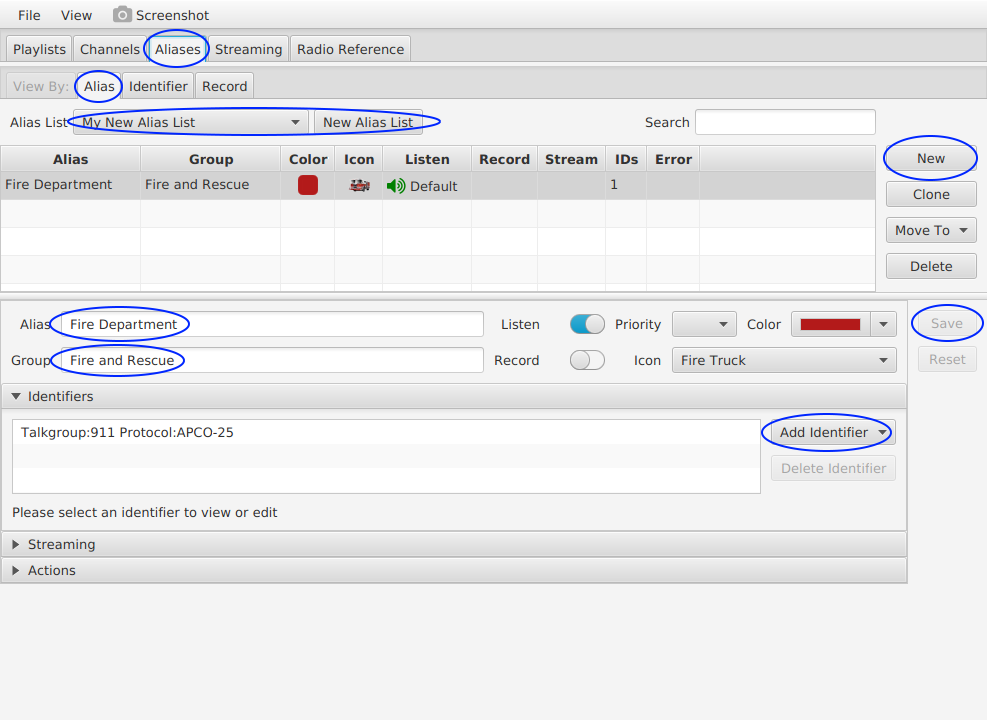 File View Screenshot
Playlists Channels Aliases Streaming Radio Reference
View By: Alias Identifier Record
Alias List My New Alias List New Alias List Search
Alias Group Color Icon Listen Record Stream IDs Error
New
Fire Department Fire and Rescue Default 1
Clone
Move To
Delete
Alias Fire Department Listen Priority Color Save
Group Fire and Rescue Record Icon Fire Truck Reset
Identifiers
Talkgroup:911 Protocol:APCO-25 Add Identifier
Delete Identifier
Please select an identifier to view or edit
Streaming
Actions